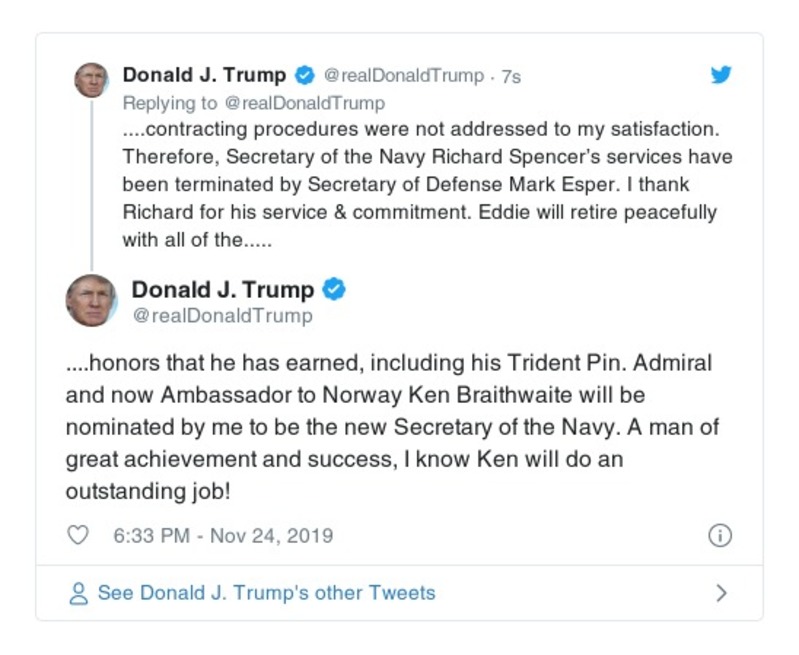 Donald J. Trump @realDonaldTrump · 7s
Replying to @realDonaldTrump
....contracting procedures were not addressed to my satisfaction.
Therefore, Secretary of the Navy Richard Spencer’s services have
been terminated by Secretary of Defense Mark Esper. I thank
Richard for his service & commitment. Eddie will retire peacefully
with all of the.....
Donald J. Trump
@realDonaldTrump
....honors that he has earned, including his Trident Pin. Admiral
and now Ambassador to Norway Ken Braithwaite will be
nominated by me to be the new Secretary of the Navy. A man of
great achievement and success, I know Ken will do an
outstanding job!
6:33 PM - Nov 24, 2019
See Donald J. Trump's other Tweets